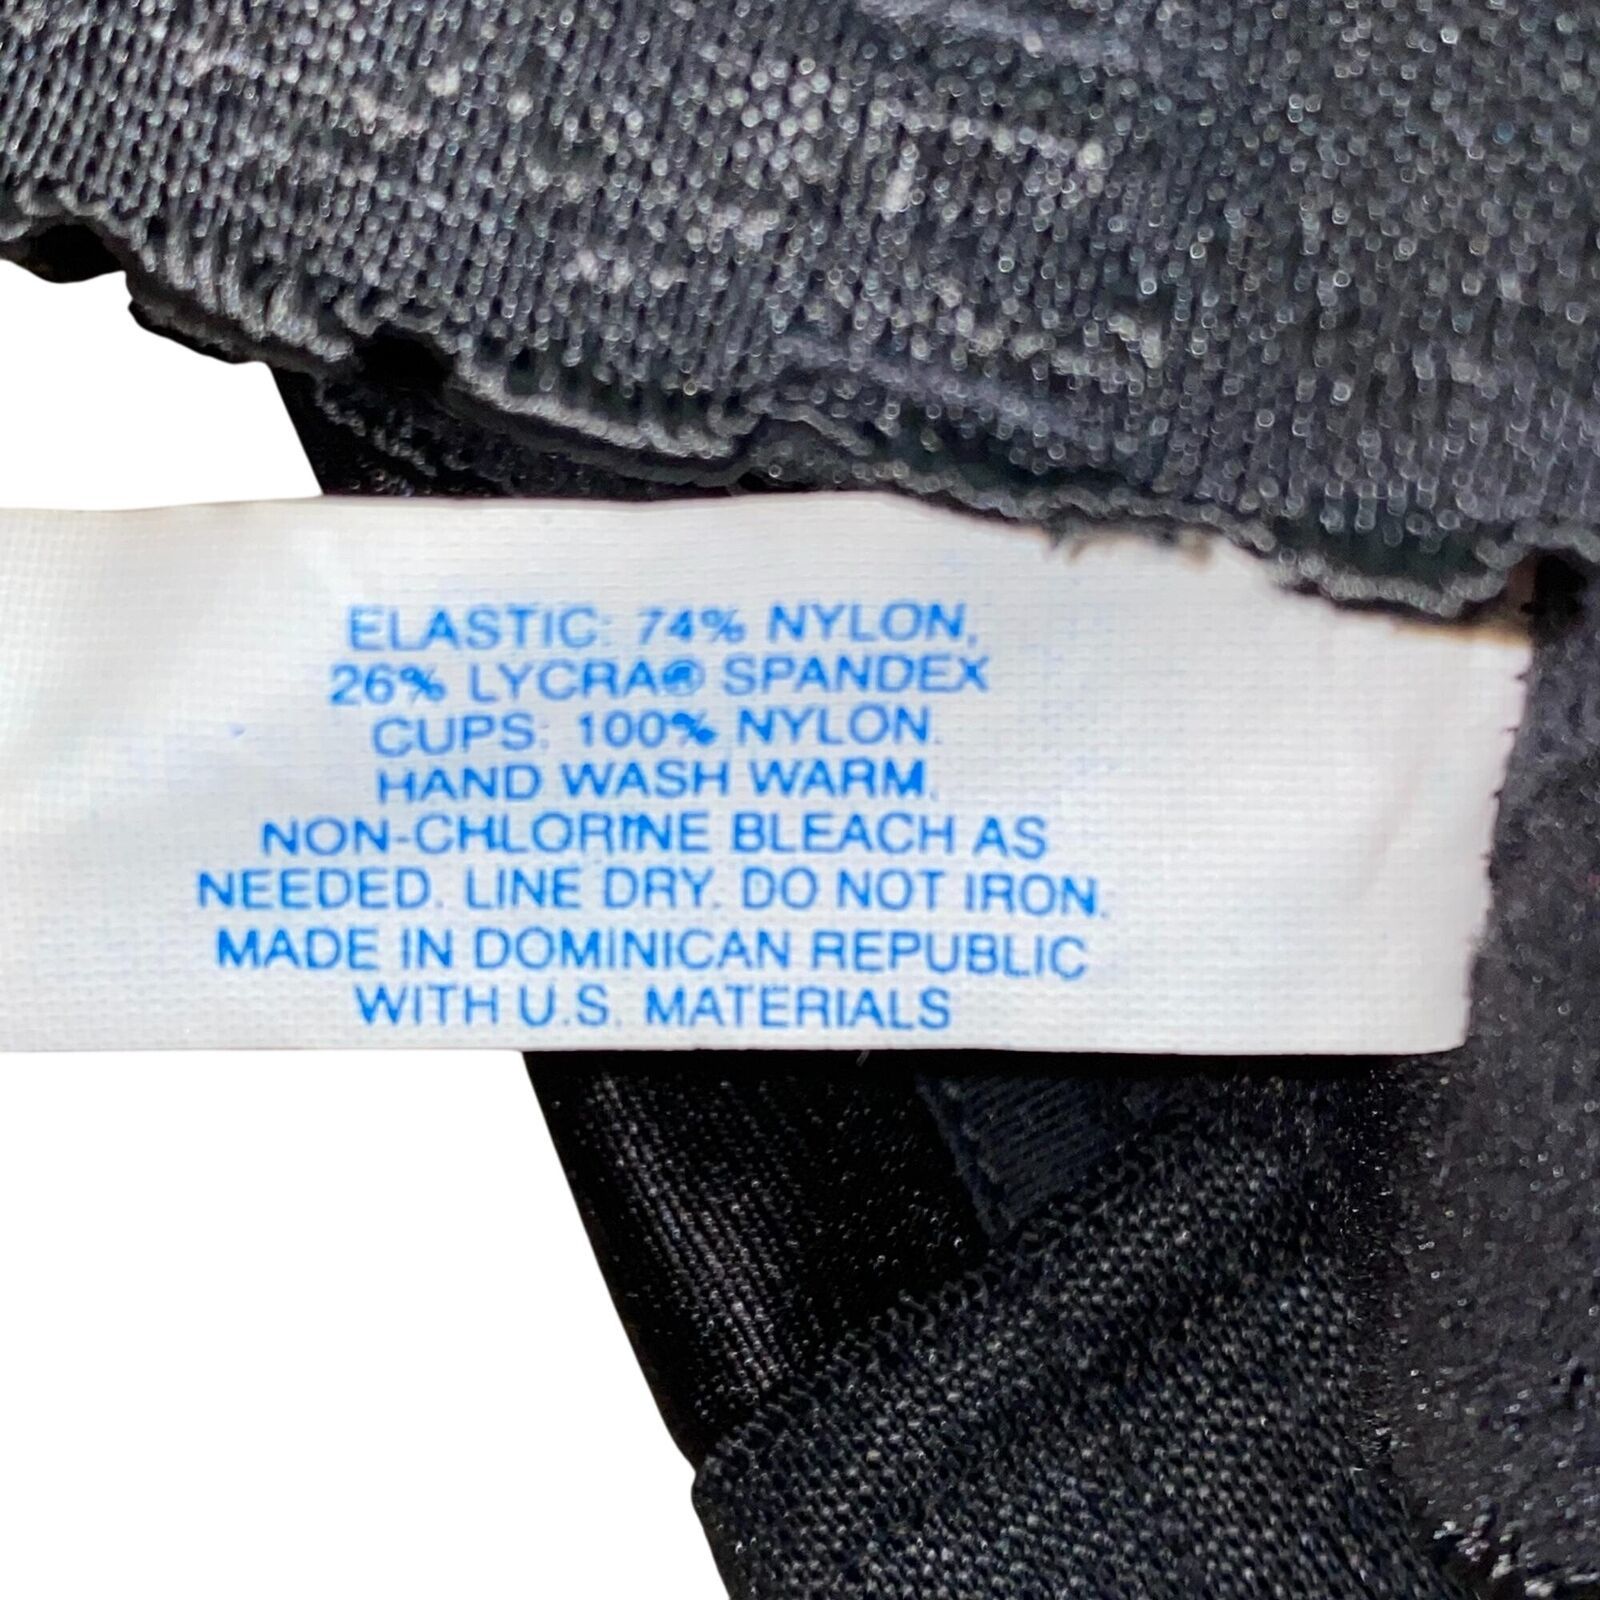 ELASTIC: 74% NYLON,
26% LYCRA® SPANDEX
CUPS: 100% NYLON.
HAND WASH WARM.
NON-CHLORINE BLEACH AS
NEEDED. LINE DRY. DO NOT IRON.
MADE IN DOMINICAN REPUBLIC
WITH U.S. MATERIALS